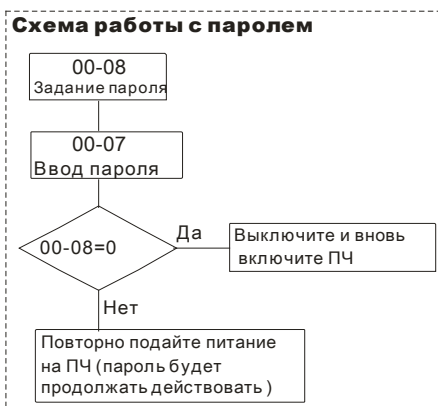 Схема работы с паролем
00-08
Задание пароля
00-07
Ввод пароля
00-08=0
Да
Выключите и вновь
включите ПЧ
Нет
Повторно подайте питание
на ПЧ (пароль будет
продолжать действовать )